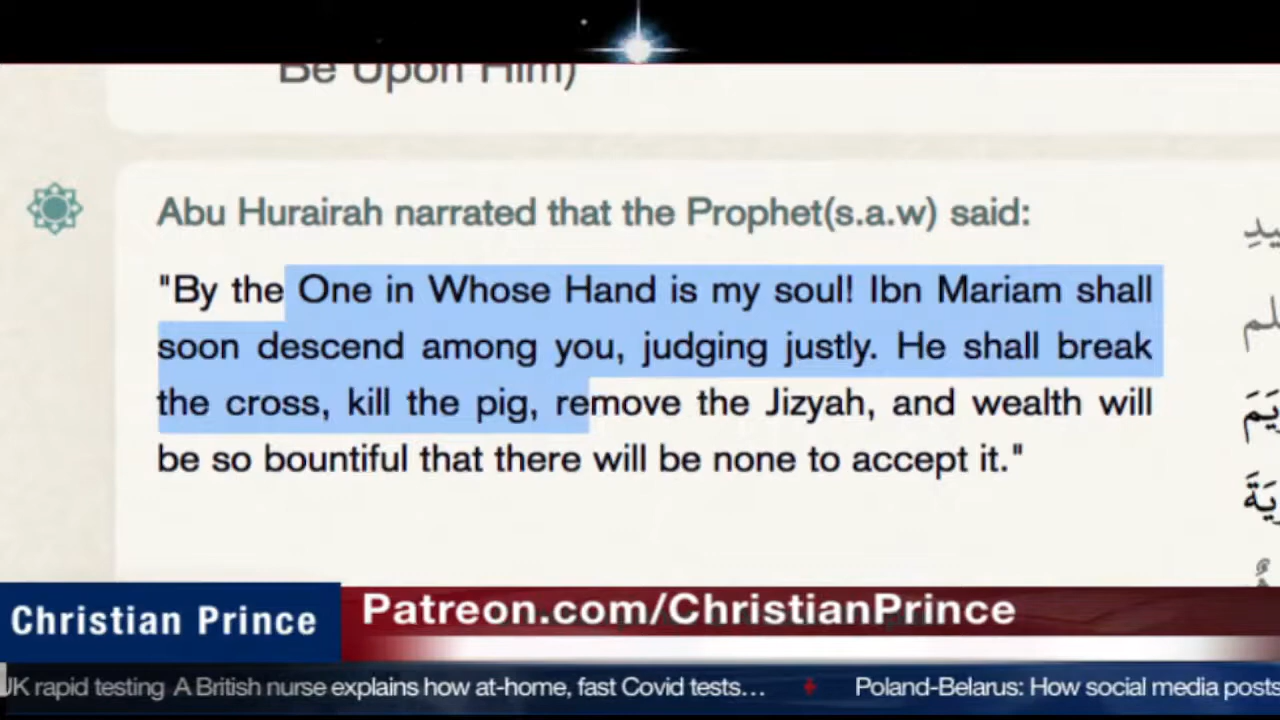 Be Upon Him)
Abu Hurairah narrated that the Prophet(s.a.w) said:
"By the One in Whose Hand is my soul! Ibn Mariam shall
soon descend among you, judging justly. He shall break
the cross, kill the pig, remove the Jizyah, and wealth will
be so bountiful that there will be none to accept it."
Christian Prince
Patreon.com/ChristianPrince
UK rapid testing A British nurse explains how at-home, fast Covid tests… Poland-Belarus: How social media posts